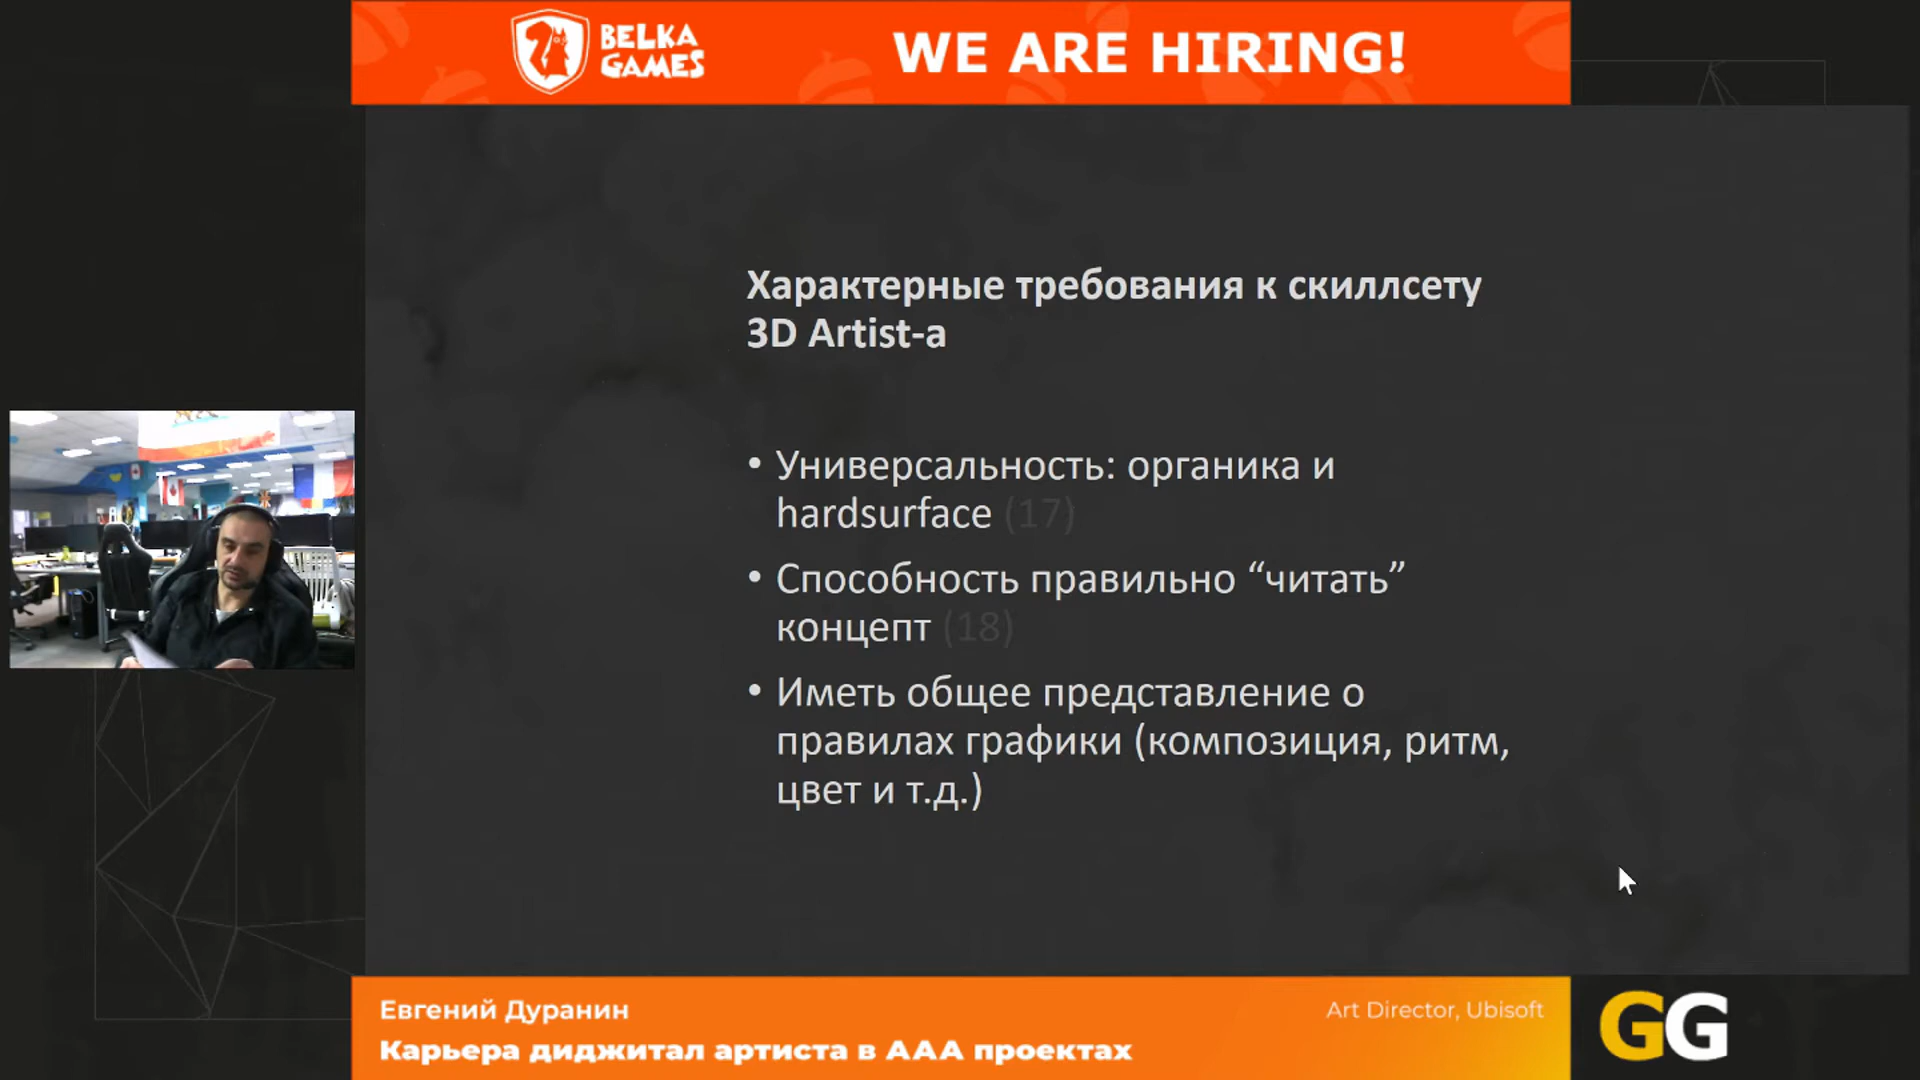 BELKA
GAMES
WE ARE HIRING!
Характерные требования к скиллсету
3D Artist-а
• Универсальность: органика и
hardsurface (17)
• Способность правильно “читать”
концепт (18)
• Иметь общее представление о
правилах графики (композиция, ритм,
цвет и т.д.)
Евгений Дуранин
Art Director, Ubisoft
Карьера диджитал артиста в ААА проектах
GG